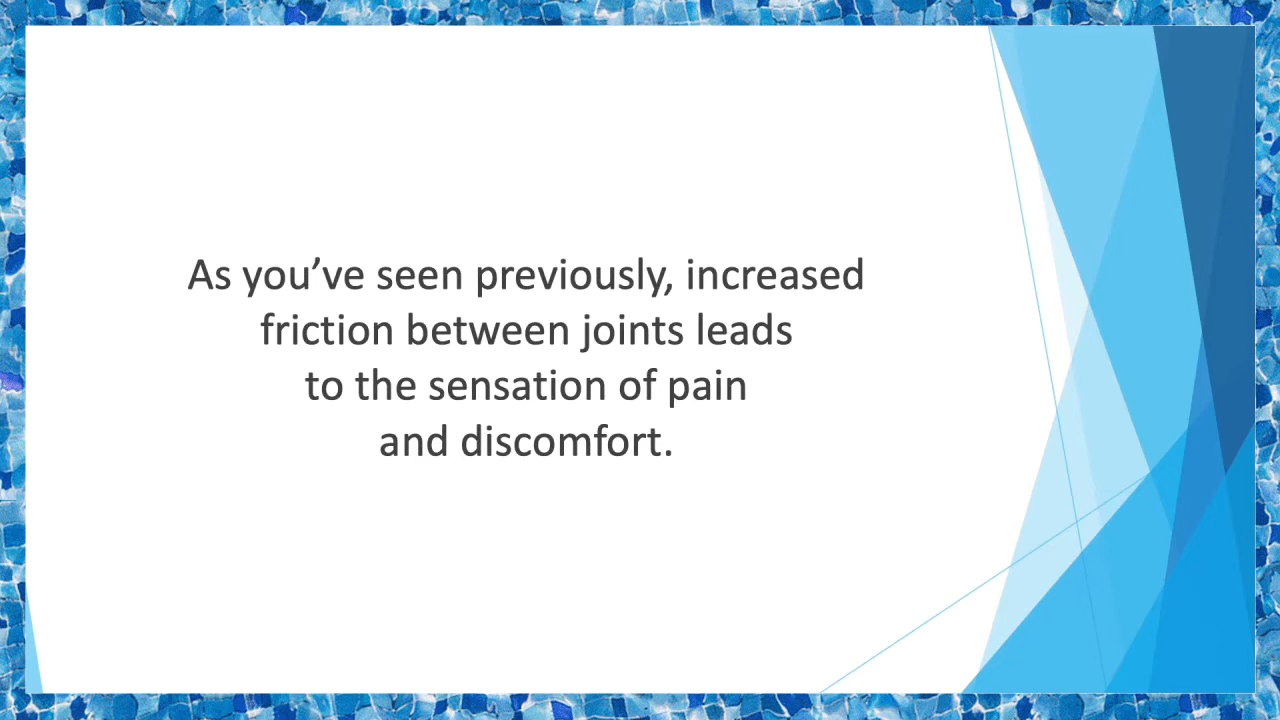 As you’ve seen previously, increased
friction between joints leads
to the sensation of pain
and discomfort.